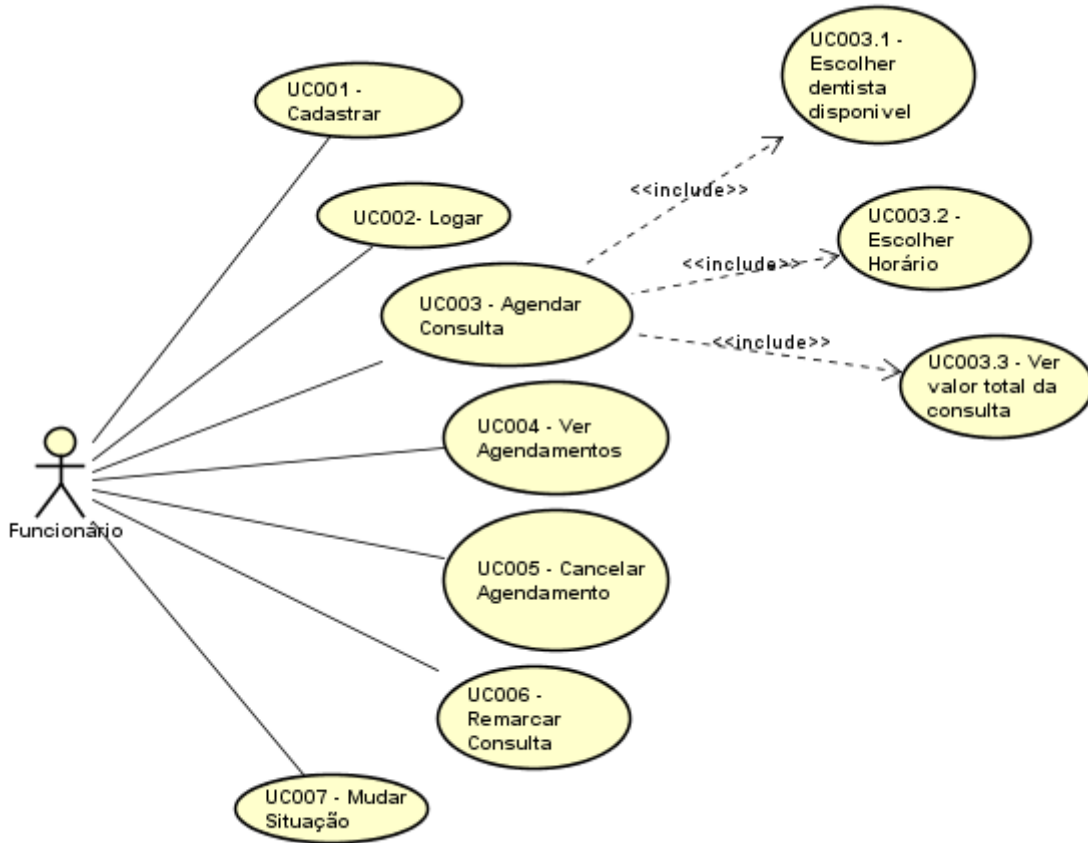 UC003.1 -
Escolher
dentista
disponivel
UC001 -
Cadastrar
<<include>>
UC002- Logar
UC003.2 -
Escolher
Horário
<<include>>
UC003 - Agendar
Consulta
<<include>>
UC003.3 - Ver
valor total da
consulta
UC004 - Ver
Agendamentos
Funcionário
UC005 - Cancelar
Agendamento
UC006 -
Remarcar
Consulta
UC007 - Mudar
Situação